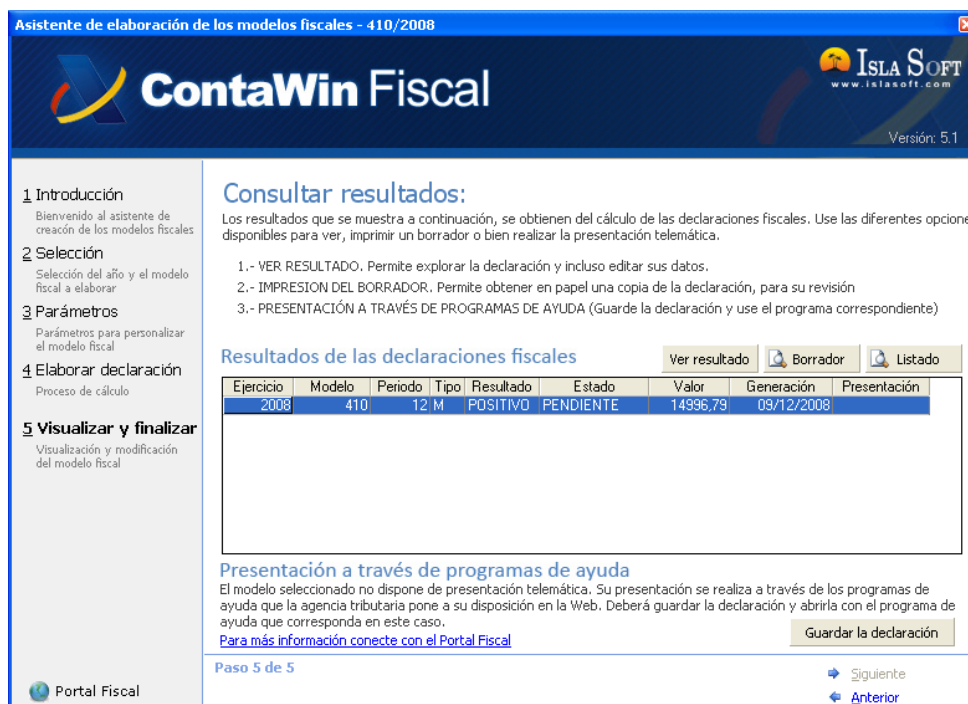 Asistente de elaboración de los modelos fiscales - 410/2008
ContaWin Fiscal
ISLA SOFT
www.islasoft.com
Versión: 5.1
1 Introducción
Bienvenido al asistente de
creacón de los modelos fiscales
2 Selección
Selección del año y el modelo
fiscal a elaborar
3 Parámetros
Parámetros para personalizar
el modelo fiscal
4 Elaborar declaración
Proceso de cálculo
5 Visualizar y finalizar
Visualización y modificación
del modelo fiscal
Portal Fiscal
Consultar resultados:
Los resultados que se muestra a continuación, se obtienen del cálculo de las declaraciones fiscales. Use las diferentes opcione
disponibles para ver, imprimir un borrador o bien realizar la presentación telemática.
1.- VER RESULTADO. Permite explorar la declaración y incluso editar sus datos.
2.- IMPRESION DEL BORRADOR. Permite obtener en papel una copia de la declaración, para su revisión
3.- PRESENTACIÓN A TRAVÉS DE PROGRAMAS DE AYUDA (Guarde la declaración y use el programa correspondiente)
Resultados de las declaraciones fiscales
Ver resultado Borrador Listado
Ejercicio Modelo Periodo Tipo Resultado Estado Valor Generación Presentación
2008 410 12 M POSITIVO PENDIENTE 14996,79 09/12/2008
Presentación a través de programas de ayuda
El modelo seleccionado no dispone de presentación telemática. Su presentación se realiza a través de los programas de
ayuda que la agencia tributaria pone a su disposición en la Web. Deberá guardar la declaración y abrirla con el programa de
ayuda que corresponda en este caso.
Para más información conecte con el Portal Fiscal
Guardar la declaración
Paso 5 de 5
Siguiente
Anterior